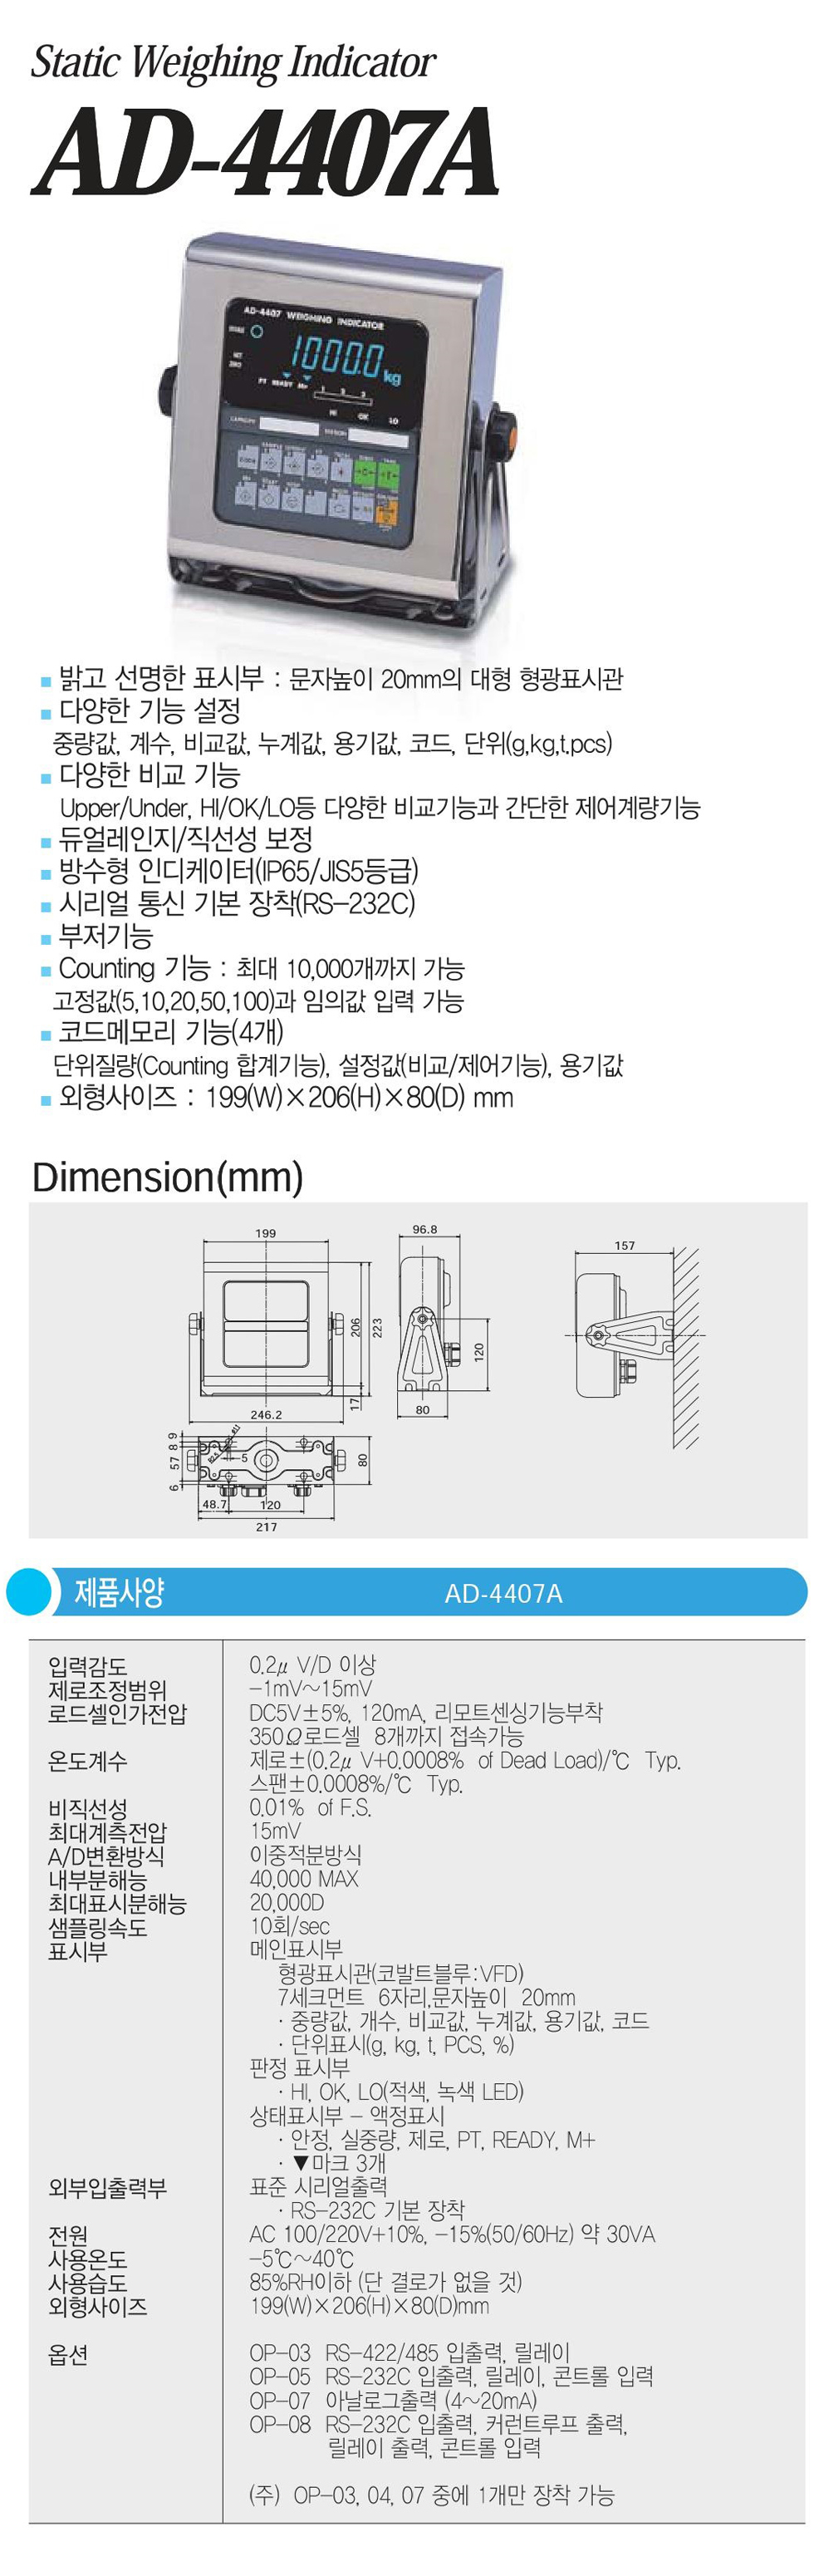 Static Weighing Indicator
AD-4407A
AD-4407 WEIGHING INDICATOR
1000.0 kg
NET
ZERO
PT READY M+
1 2 3
HI OK LO
CAPACITY
밝고 선명한 표시부 : 문자높이 20mm의 대형 형광표시관
다양한 기능 설정
중량값, 계수, 비교값, 누계값, 용기값, 코드, 단위(g,kg,t,pcs)
다양한 비교 기능
Upper/Under, HI/OK/LO등 다양한 비교기능과 간단한 제어계량기능
듀얼레인지/직선성 보정
방수형 인디케이터(IP65/JIS5등급)
시리얼 통신 기본 장착(RS-232C)
부저기능
Counting 기능 : 최대 10,000개까지 가능
고정값(5,10,20,50,100)과 임의값 입력 가능
코드메모리 기능(4개)
단위질량(Counting 합계기능), 설정값(비교/제어기능), 용기값
외형사이즈 : 199(W)×206(H)×80(D) mm
Dimension(mm)
199
206
223
17
246.2
96.8
120
80
157
9
8
57
6
5
80
48.7
120
217
제품사양 AD-4407A
입력감도 0.2μ V/D 이상
제로조정범위 -1mV~15mV
로드셀인가전압 DC5V±5%, 120mA, 리모트센싱기능부착
350Ω로드셀 8개까지 접속가능
온도계수 제로±(0.2μ V+0.0008% of Dead Load)/℃ Typ.
스팬±0.0008%/℃ Typ.
비직선성 0.01% of F.S.
최대계측전압 15mV
A/D변환방식 이중적분방식
내부분해능 40,000 MAX
최대표시분해능 20,000D
샘플링속도 10회/sec
표시부 메인표시부
형광표시관(코발트블루:VFD)
7세크먼트 6자리,문자높이 20mm
· 중량값, 개수, 비교값, 누계값, 용기값, 코드
· 단위표시(g, kg, t, PCS, %)
판정 표시부
· HI, OK, LO(적색, 녹색 LED)
상태표시부 - 액정표시
· 안정, 실중량, 제로, PT, READY, M+
· ▼마크 3개
외부입출력부 표준 시리얼출력
· RS-232C 기본 장착
전원 AC 100/220V+10%, -15%(50/60Hz) 약 30VA
사용온도 -5℃~40℃
사용습도 85%RH이하 (단 결로가 없을 것)
외형사이즈 199(W)×206(H)×80(D)mm
옵션 OP-03 RS-422/485 입출력, 릴레이
OP-05 RS-232C 입출력, 릴레이, 콘트롤 입력
OP-07 아날로그출력 (4~20mA)
OP-08 RS-232C 입출력, 커런트루프 출력,
릴레이 출력, 콘트롤 입력
(주) OP-03, 04, 07 중에 1개만 장착 가능